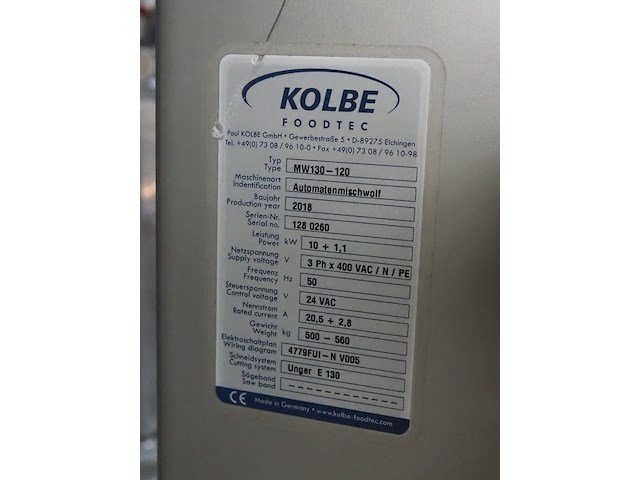 KOLBE
FOODTEC
Paul KOLBE GmbH • Gewerbestraße 5 • D-89275 Elchingen
Tel. +49(0) 73 08 / 96 10-0 • Fax +49(0) 73 08 / 96 10-98
Typ
Type MW130-120
Maschinenart
Indentification Automatenmischwolf
Baujahr
Production year 2018
Serien-Nr.
Serial no. 128 0260
Leistung
Power kW 10 + 1,1
Netzspannung
Supply voltage V 3 Ph x 400 VAC / N / PE
Frequenz
Frequency Hz 50
Steuerspannung
Control voltage V 24 VAC
Nennstrom
Rated current A 20,5 + 2,8
Gewicht
Weight kg 500 - 560
Elektroschaltplan
Wiring diagram 4779FUI-N V005
Schneidsystem
Cutting system Unger E 130
Sägeband
Saw band ---------------
CE Made in Germany • www.kolbe-foodtec.com